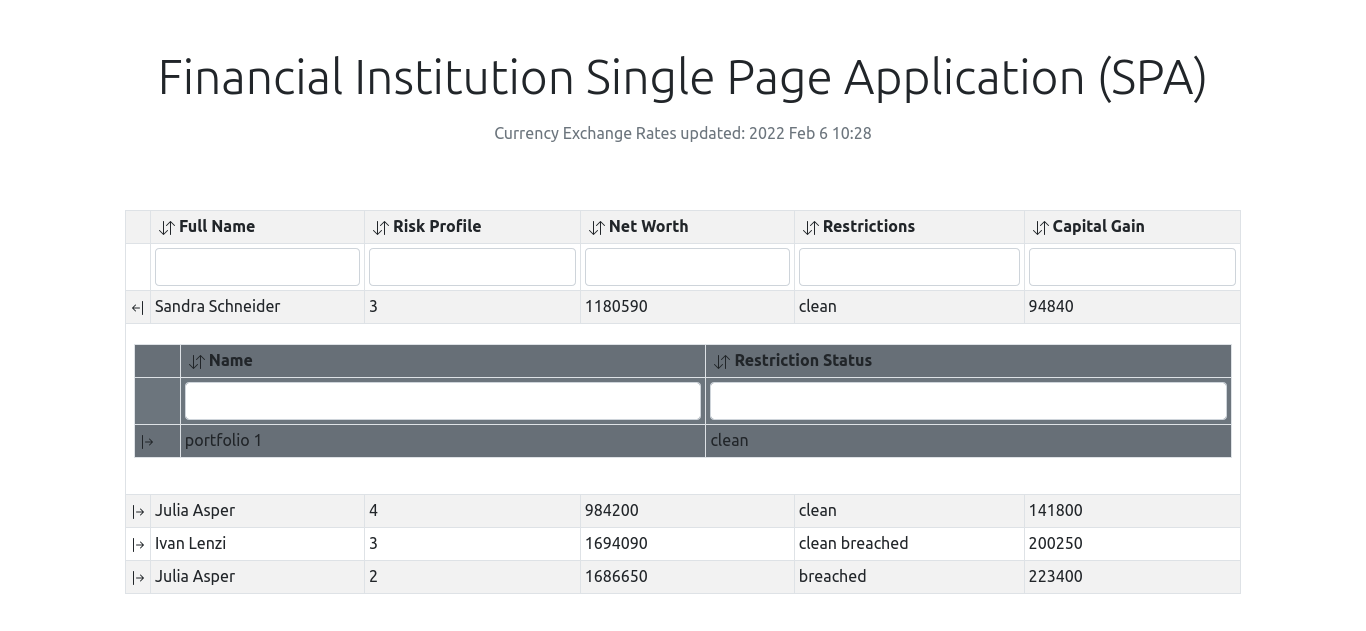 Financial Institution Single Page Application (SPA)
Currency Exchange Rates updated: 2022 Feb 6 10:28
Full Name Risk Profile Net Worth Restrictions Capital Gain
Sandra Schneider 3 1180590 clean 94840
Name Restriction Status
portfolio 1 clean
Julia Asper 4 984200 clean 141800
Ivan Lenzi 3 1694090 clean breached 200250
Julia Asper 2 1686650 breached 223400